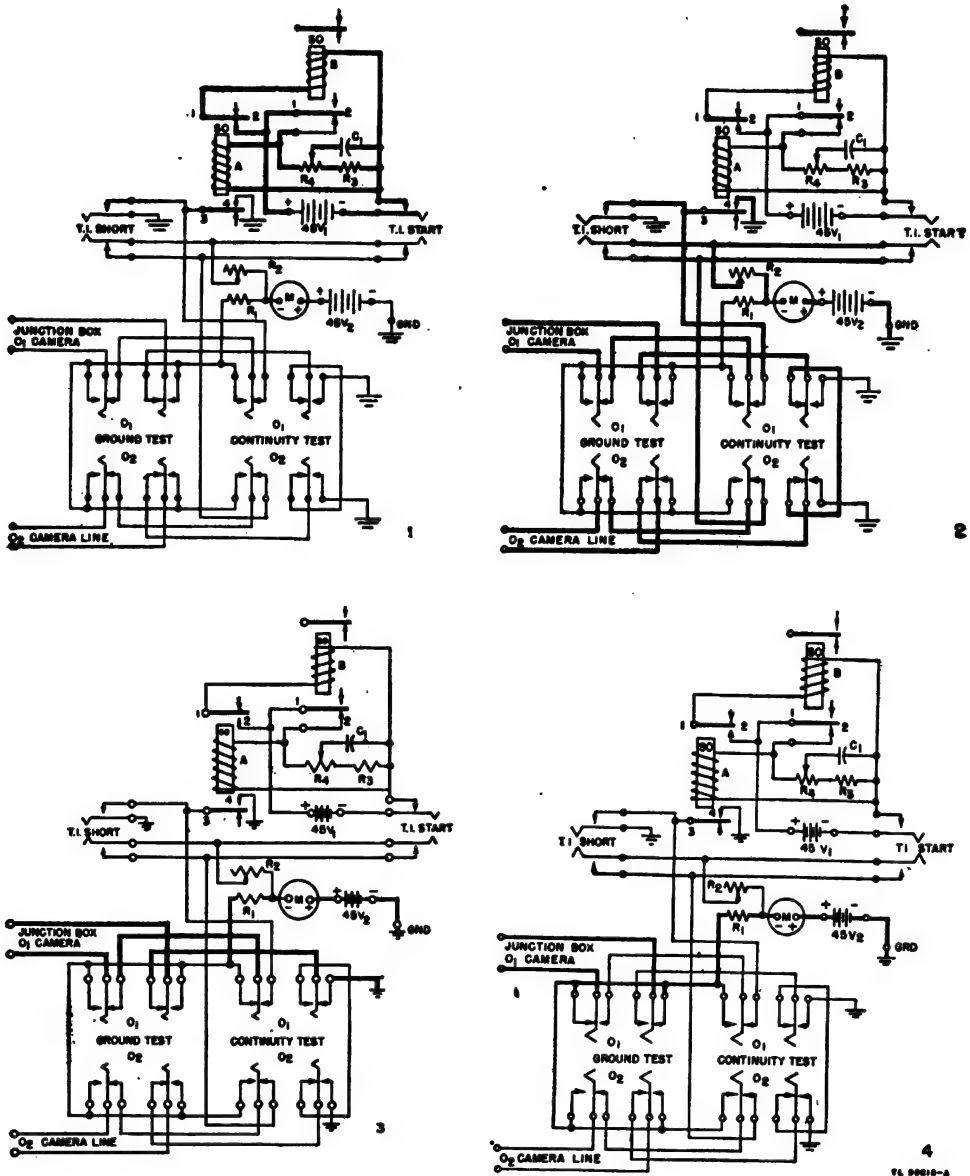 SO
B
1 2
1 2
SO
A
C1
R4 R3
3 4
+ 45V1 -
T.I. SHORT
T.I. START
R2
R1
- M +
+ 45V2 -
GND
JUNCTION BOX
O1 CAMERA
O1
GROUND TEST
O2
O1
CONTINUITY TEST
O2
O2 CAMERA LINE
1
SO
B
1 2
1 2
SO
A
C1
R4 R3
3 4
+ 45V1 -
T.I. SHORT
T.I. START
R2
R1
- M +
+ 45V2 -
GND
JUNCTION BOX
O1 CAMERA
O1
GROUND TEST
O2
O1
CONTINUITY TEST
O2
O2 CAMERA LINE
2
B
1 2
1 2
A
C1
R4 R3
3 4
+ 45V1 -
T.I. SHORT
T.I. START
R2
R1
- M +
+ 45V2 -
GND
JUNCTION BOX
O1 CAMERA
O1
GROUND TEST
O2
O1
CONTINUITY TEST
O2
O2 CAMERA LINE
3
SO
B
1 2
1 2
SO
A
C1
R4 R3
3 4
+ 45 V1 -
T.I. SHORT
T.I START
R2
R1
- M +
+ 45V2 -
GRD
JUNCTION BOX
O1 CAMERA
O1
GROUND TEST
O2
O1
CONTINUITY TEST
O2
O2 CAMERA LINE
4